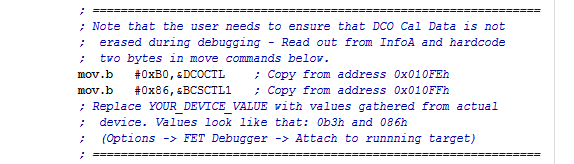 ; ==================================================================
; Note that the user needs to ensure that DCO Cal Data is not
; erased during debugging - Read out from InfoA and hardcode
; two bytes in move commands below.
mov.b #0xB0,&DCOCTL ; Copy from address 0x010FEh
mov.b #0x86,&BCSCTL1 ; Copy from address 0x010FFh
; Replace YOUR_DEVICE_VALUE with values gathered from actual
; device. Values look like that: 0b3h and 086h
; (Options -> FET Debugger -> Attach to runnning target)
; ==================================================================